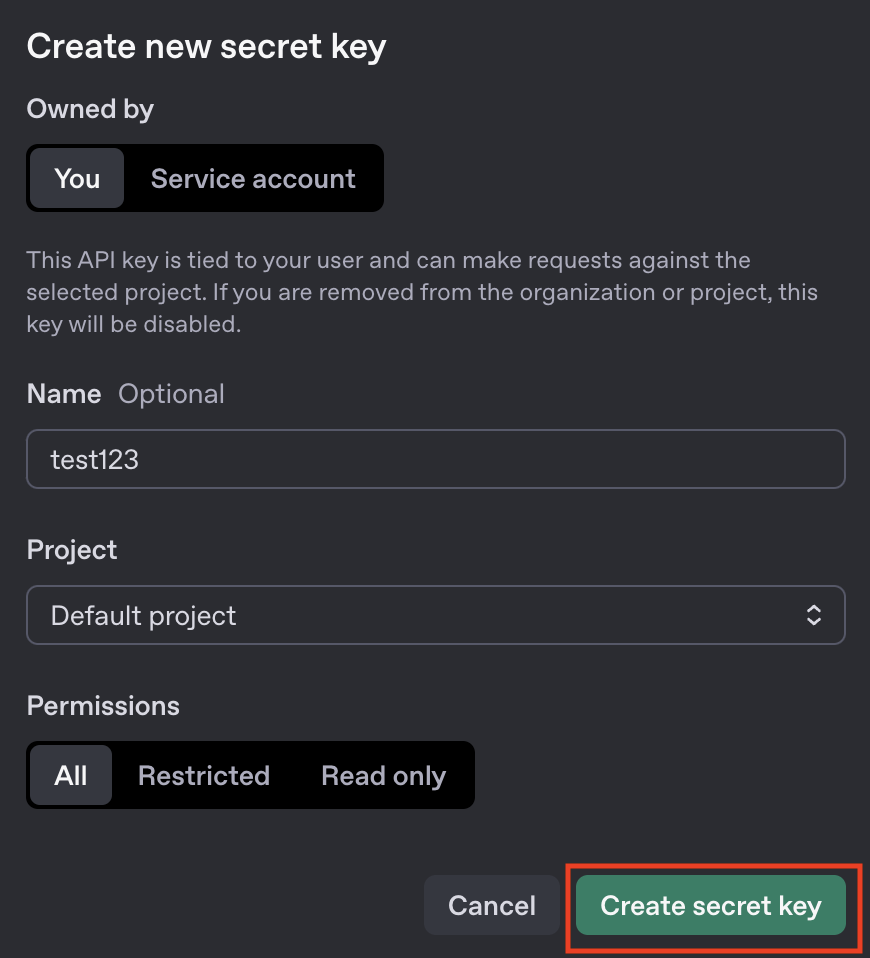 Create new secret key
Owned by
You Service account
This API key is tied to your user and can make requests against the
selected project. If you are removed from the organization or project, this
key will be disabled.
Name Optional
test123
Project
Default project
Permissions
All Restricted Read only
Cancel Create secret key